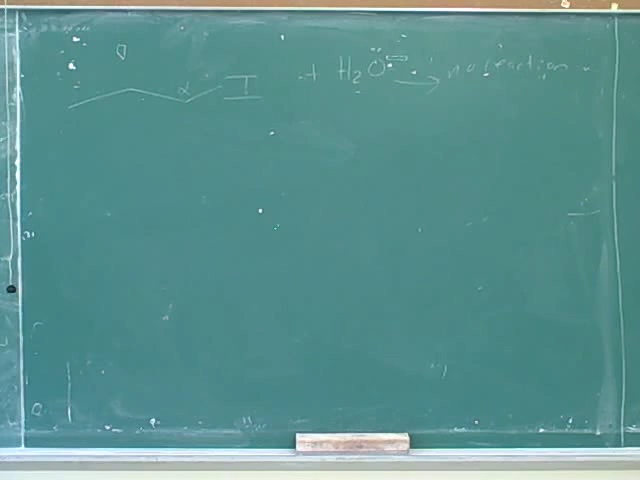 α I + H₂O → no reaction